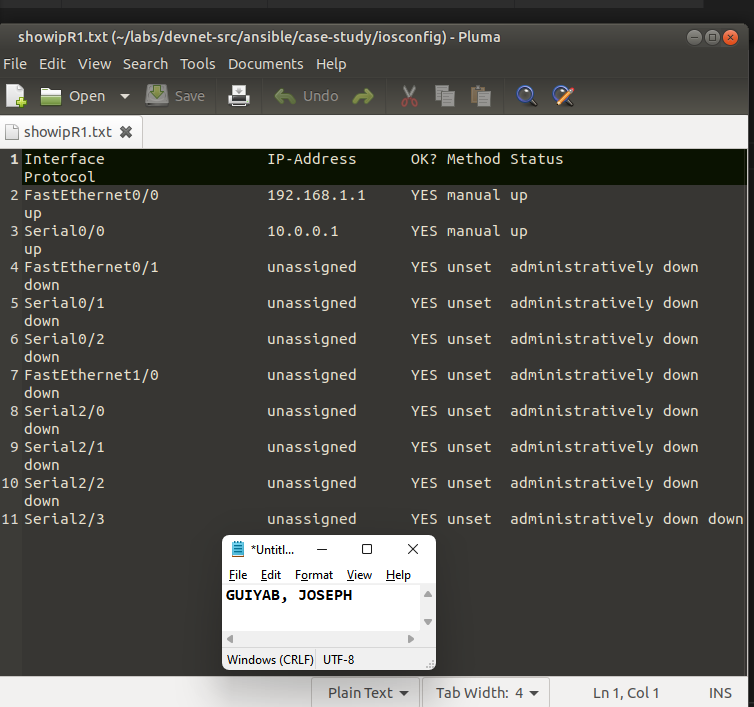 showipR1.txt (~/labs/devnet-src/ansible/case-study/iosconfig) - Pluma
File Edit View Search Tools Documents Help
Open Save Undo
showipR1.txt
1 Interface IP-Address OK? Method Status
Protocol
2 FastEthernet0/0 192.168.1.1 YES manual up
up
3 Serial0/0 10.0.0.1 YES manual up
up
4 FastEthernet0/1 unassigned YES unset administratively down
down
5 Serial0/1 unassigned YES unset administratively down
down
6 Serial0/2 unassigned YES unset administratively down
down
7 FastEthernet1/0 unassigned YES unset administratively down
down
8 Serial2/0 unassigned YES unset administratively down
down
9 Serial2/1 unassigned YES unset administratively down
down
10 Serial2/2 unassigned YES unset administratively down
down
11 Serial2/3 unassigned YES unset administratively down down
*Untitl...
File Edit Format View Help
GUIYAB, JOSEPH
Windows (CRLF) UTF-8
Plain Text Tab Width: 4 Ln 1, Col 1 INS